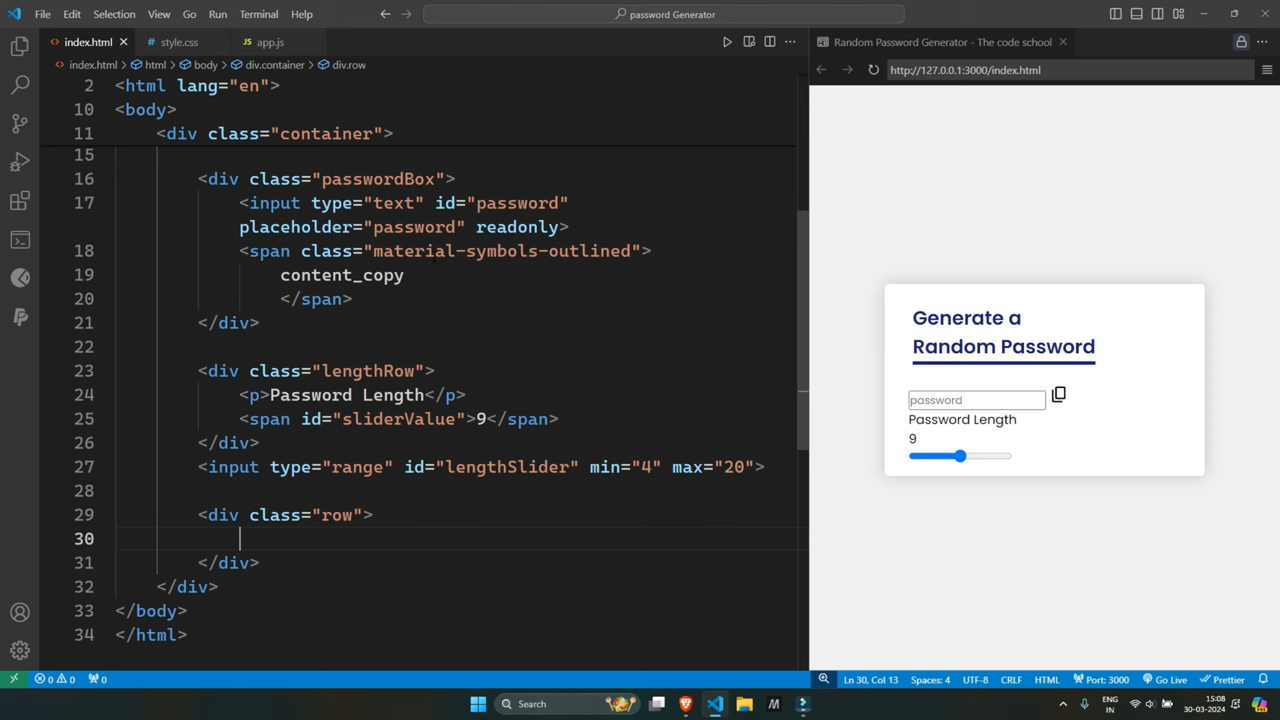 File Edit Selection View Go Run Terminal Help
password Generator
index.html
style.css
app.js
Random Password Generator - The code school
index.html > html > body > div.container > div.row
http://127.0.0.1:3000/index.html
2 <html lang="en">
10 <body>
11 <div class="container">
15
16 <div class="passwordBox">
17 <input type="text" id="password"
placeholder="password" readonly>
18 <span class="material-symbols-outlined">
19 content_copy
20 </span>
21 </div>
22
23 <div class="lengthRow">
24 <p>Password Length</p>
25 <span id="sliderValue">9</span>
26 </div>
27 <input type="range" id="lengthSlider" min="4" max="20">
28
29 <div class="row">
30
31 </div>
32 </div>
33 </body>
34 </html>
Generate a
Random Password
password
Password Length
9
0 0 0
Ln 30, Col 13 Spaces: 4 UTF-8 CRLF HTML Port: 3000 Go Live Prettier
Search
M
ENG
IN
15:08
30-03-2024